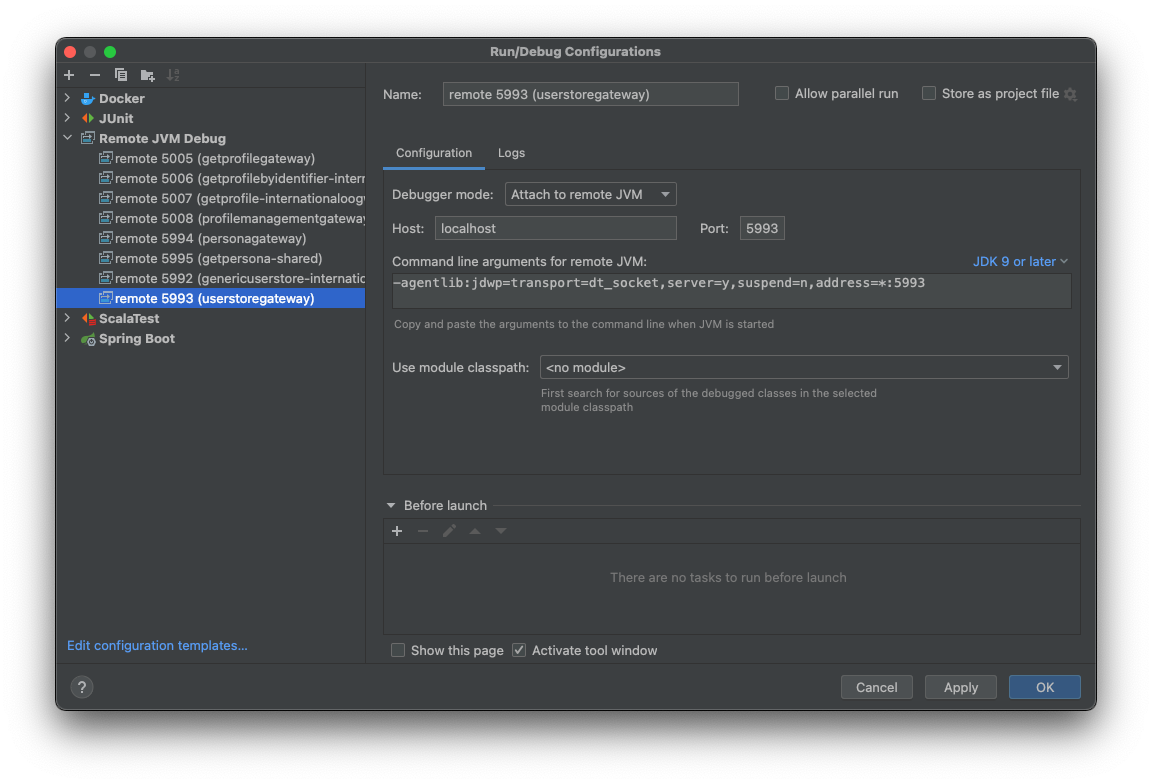 Run/Debug Configurations
Docker
JUnit
Remote JVM Debug
remote 5005 (getprofilegateway)
remote 5006 (getprofilebyidentifier-intern
remote 5007 (getprofile-internationaloogv
remote 5008 (profilemanagementgateway
remote 5994 (personagateway)
remote 5995 (getpersona-shared)
remote 5992 (genericuserstore-internatic
remote 5993 (userstoregateway)
ScalaTest
Spring Boot
Edit configuration templates...
Name: remote 5993 (userstoregateway) Allow parallel run Store as project file
Configuration Logs
Debugger mode: Attach to remote JVM
Host: localhost Port: 5993
Command line arguments for remote JVM: JDK 9 or later
-agentlib:jdwp=transport=dt_socket,server=y,suspend=n,address=*:5993
Copy and paste the arguments to the command line when JVM is started
Use module classpath: <no module>
First search for sources of the debugged classes in the selected
module classpath
Before launch
There are no tasks to run before launch
Show this page Activate tool window
? Cancel Apply OK